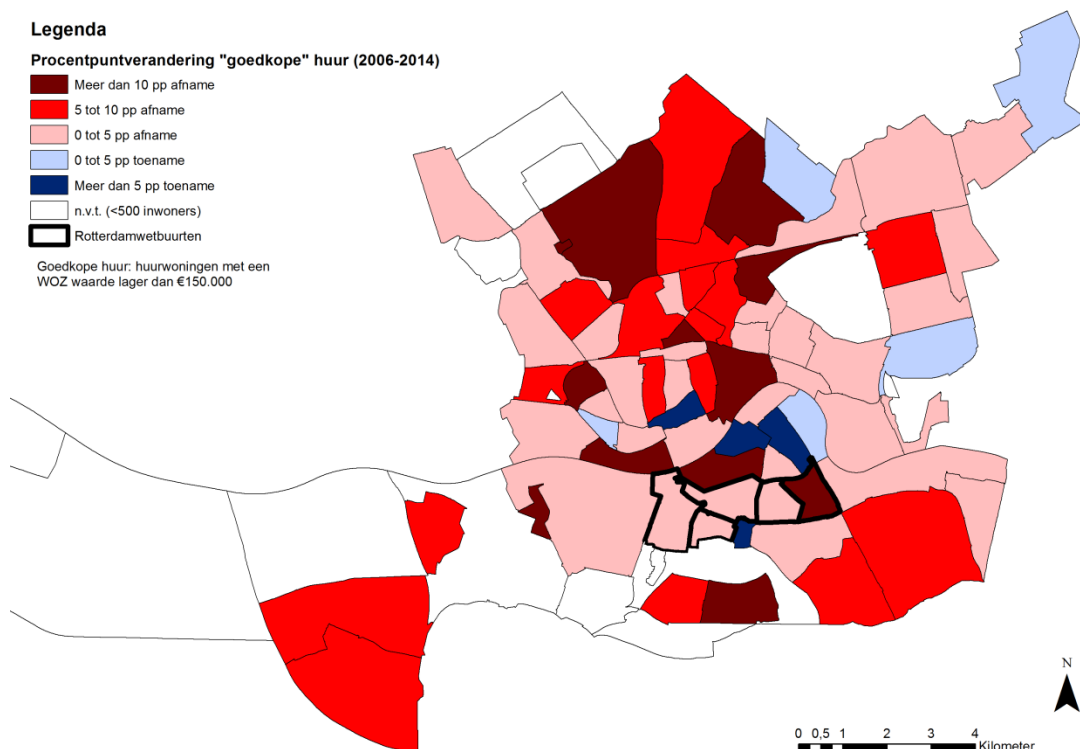 Legenda
Procentpuntverandering "goedkope" huur (2006-2014)
Meer dan 10 pp afname
5 tot 10 pp afname
0 tot 5 pp afname
0 tot 5 pp toename
Meer dan 5 pp toename
n.v.t. (<500 inwoners)
Rotterdamwetbuurten
Goedkope huur: huurwoningen met een
WOZ waarde lager dan €150.000
N
0 0,5 1 2 3 4
Kilometer